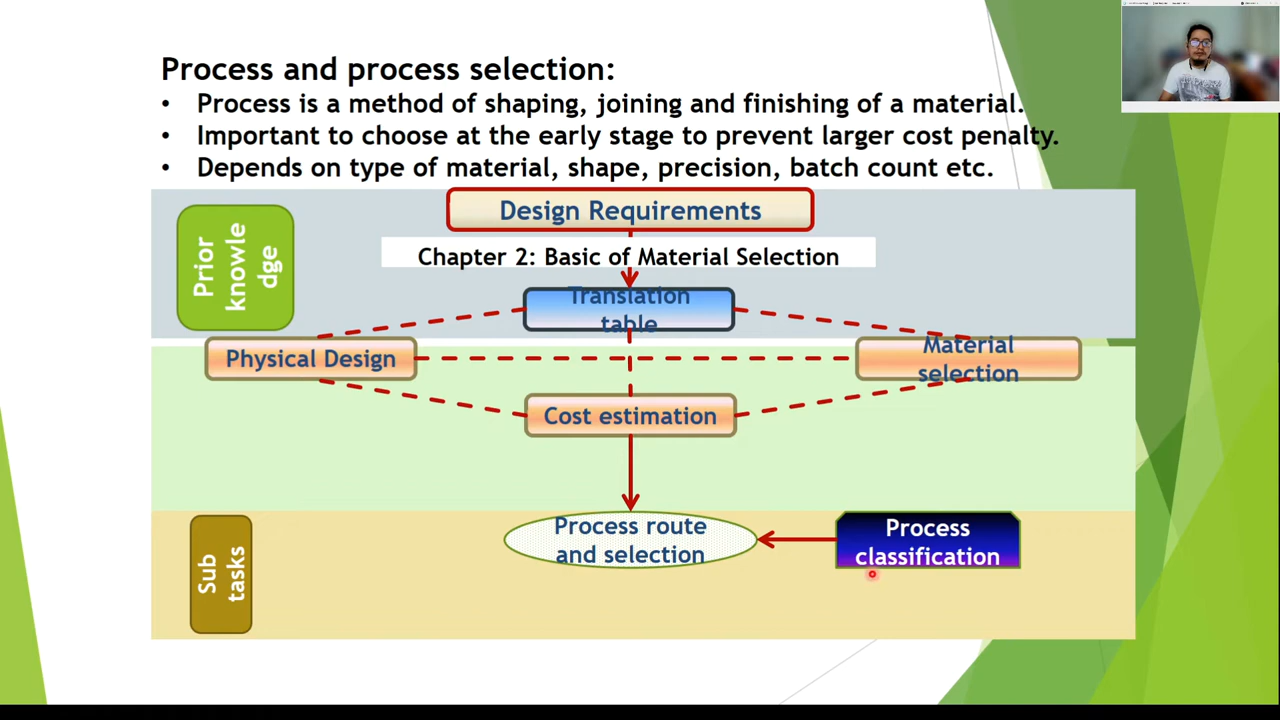 Process and process selection:
• Process is a method of shaping, joining and finishing of a material.
• Important to choose at the early stage to prevent larger cost penalty.
• Depends on type of material, shape, precision, batch count etc.
Prior
knowle
dge
Design Requirements
Chapter 2: Basic of Material Selection
Translation
table
Physical Design
Material
selection
Cost estimation
Sub
tasks
Process route
and selection
Process
classification